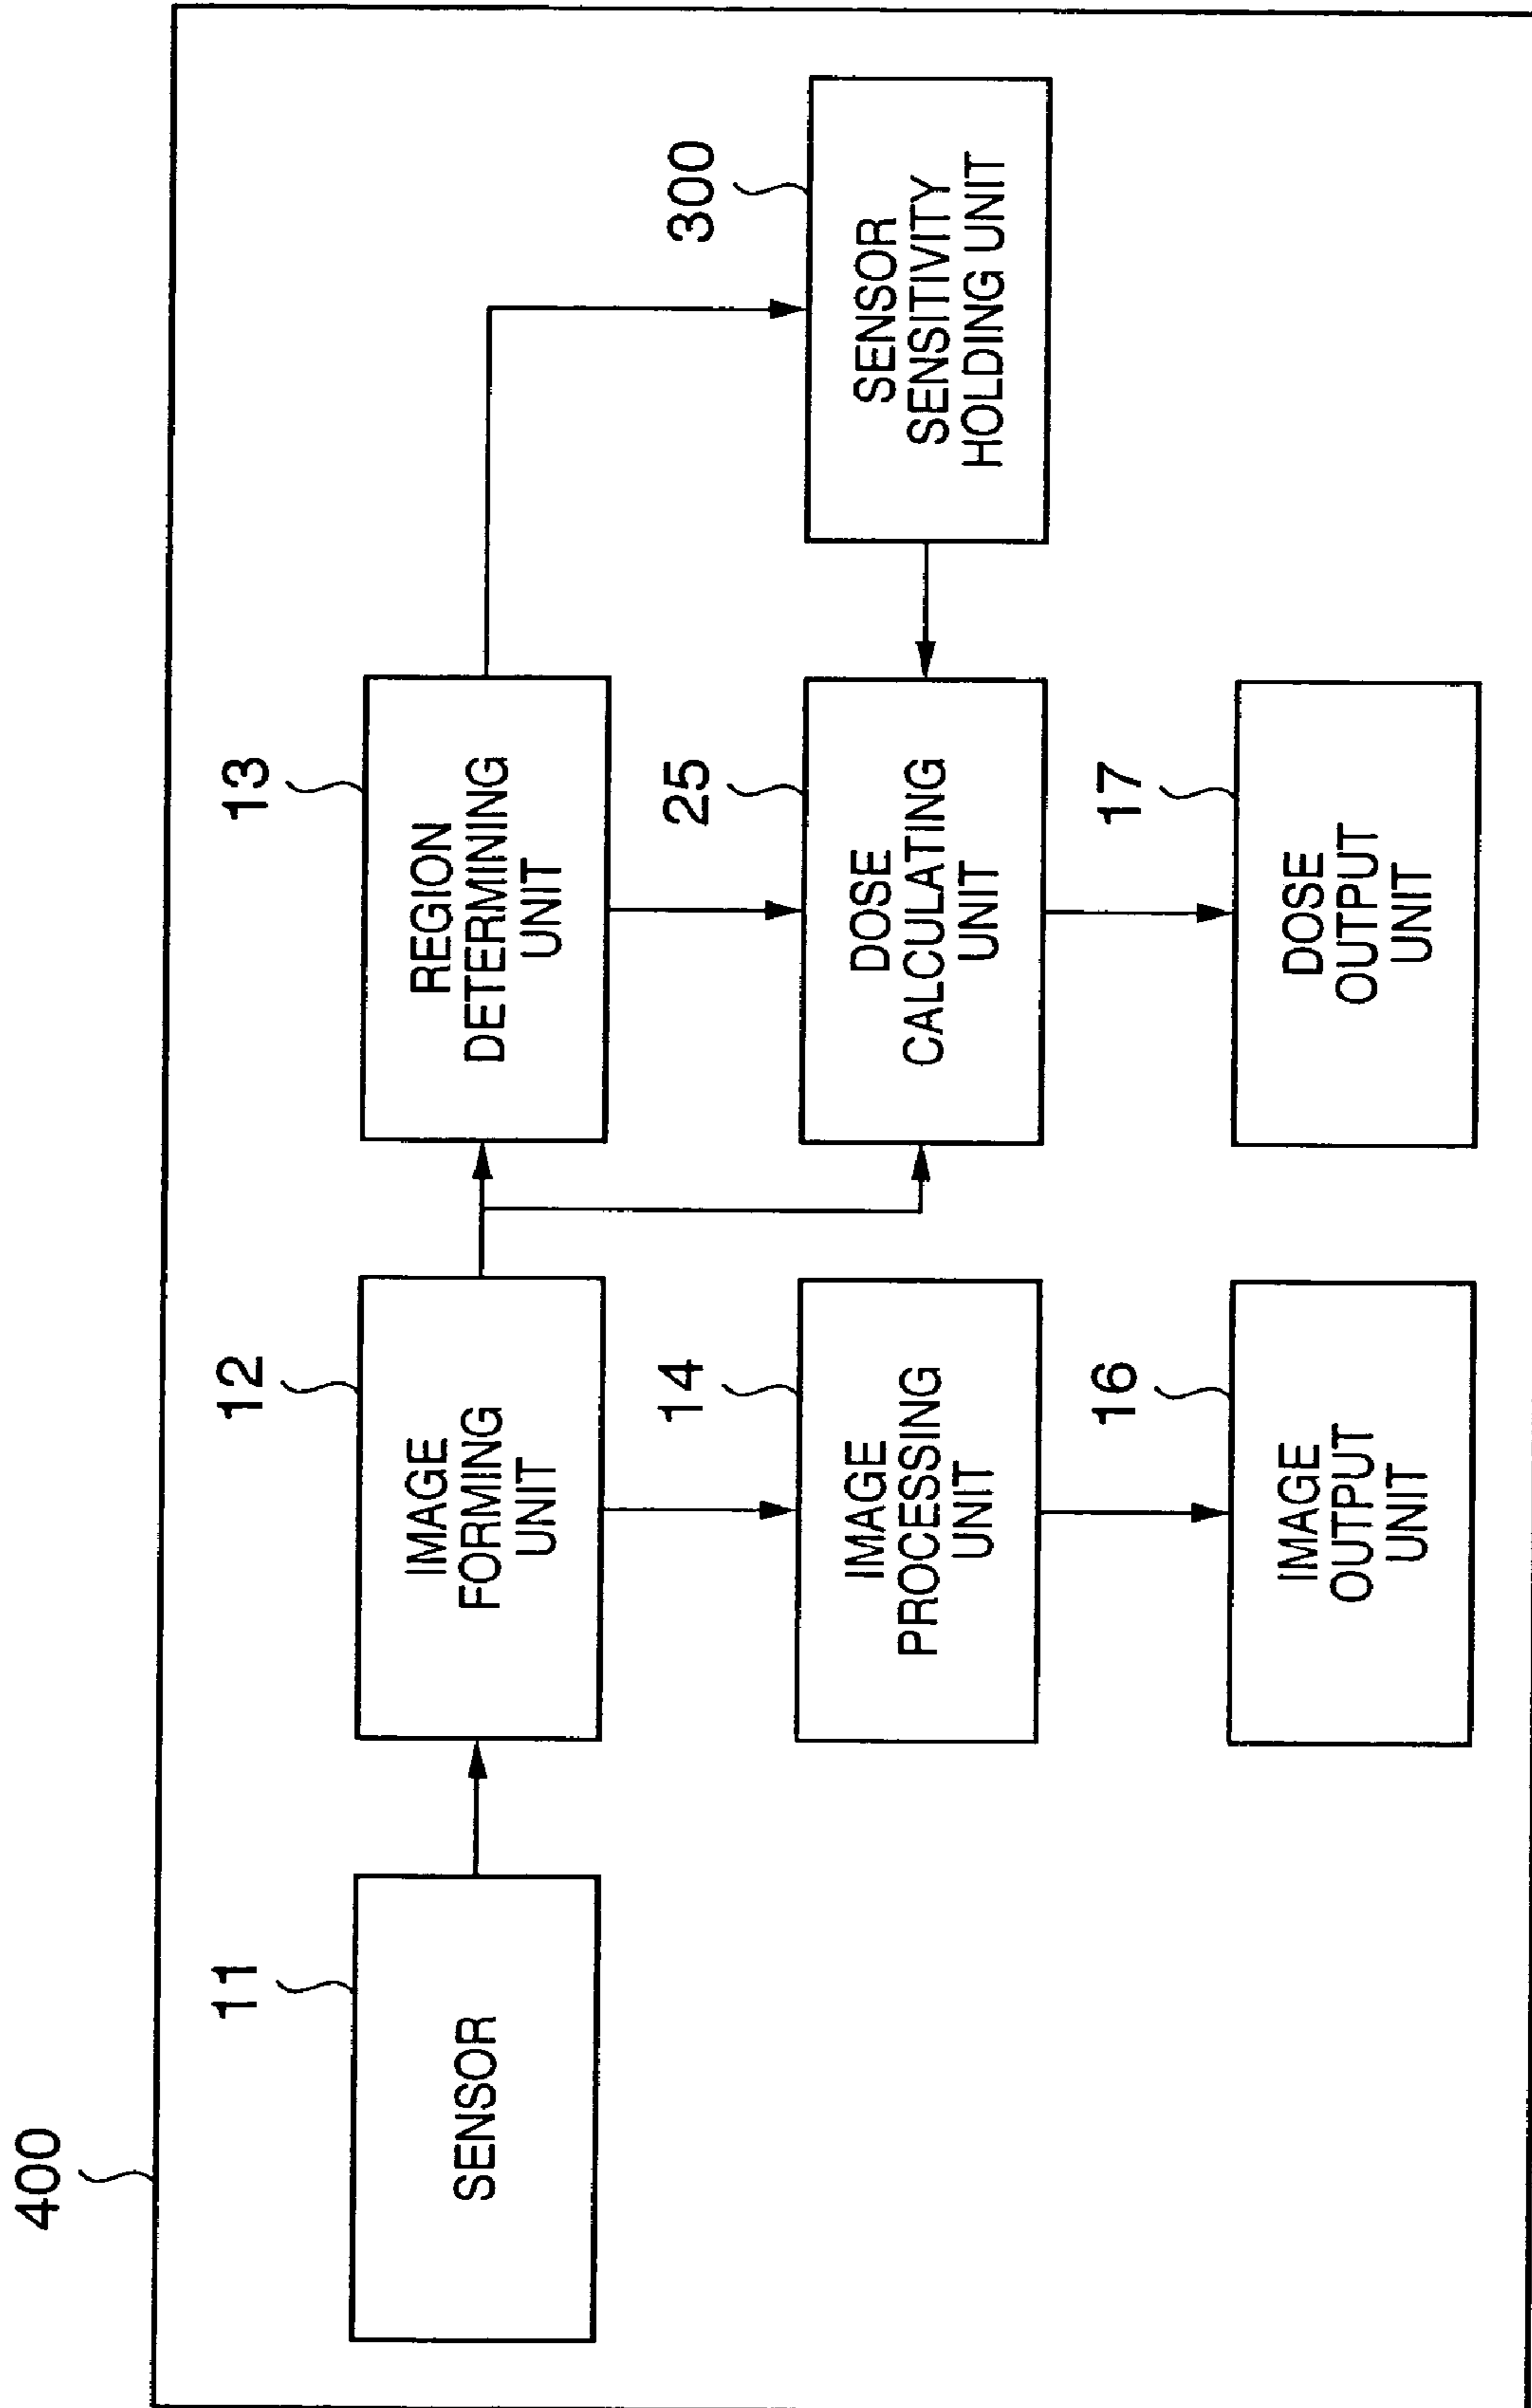 400
11
SENSOR
12
IMAGE
FORMING
UNIT
13
REGION
DETERMINING
UNIT
14
IMAGE
PROCESSING
UNIT
25
DOSE
CALCULATING
UNIT
300
SENSOR
SENSITIVITY
HOLDING UNIT
16
IMAGE
OUTPUT
UNIT
17
DOSE
OUTPUT
UNIT